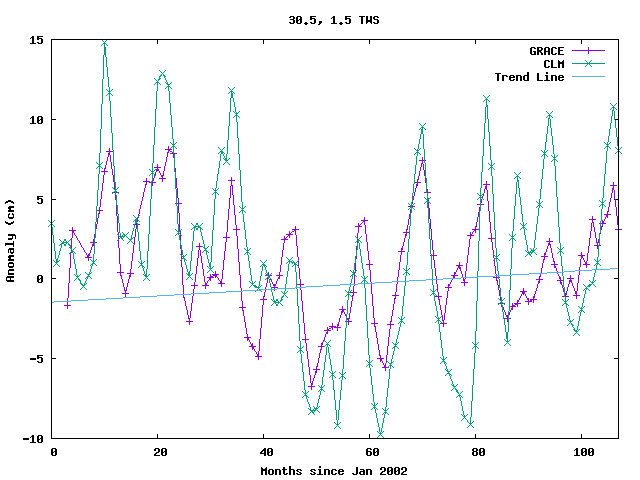 30.5, 1.5 TWS
GRACE
CLM
Trend Line
15
10
5
0
-5
-10
Anomaly (cm)
0 20 40 60 80 100
Months since Jan 2002